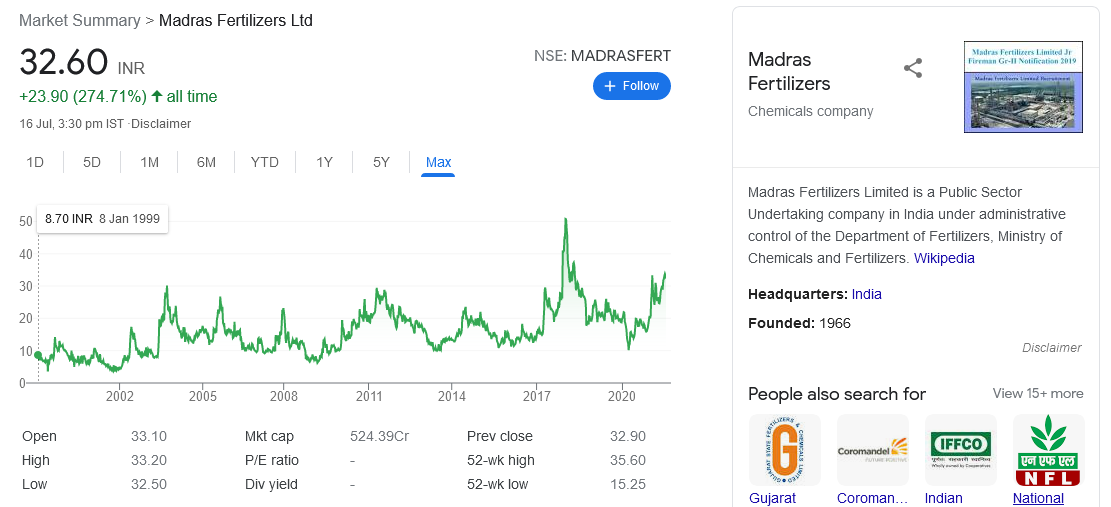 Market Summary > Madras Fertilizers Ltd
32.60 INR
+23.90 (274.71%) ↑ all time
16 Jul, 3:30 pm IST ·Disclaimer
NSE: MADRASFERT
+ Follow
1D 5D 1M 6M YTD 1Y 5Y Max
8.70 INR 8 Jan 1999
50
40
30
20
10
0
2002 2005 2008 2011 2014 2017 2020
Open 33.10 Mkt cap 524.39Cr Prev close 32.90
High 33.20 P/E ratio - 52-wk high 35.60
Low 32.50 Div yield - 52-wk low 15.25
Madras
Fertilizers
Chemicals company
Madras Fertilizers Limited Jr
Fireman Gr-II Notification 2019
Madras Fertilizers Limited Recruitment
Madras Fertilizers Limited is a Public Sector
Undertaking company in India under administrative
control of the Department of Fertilizers, Ministry of
Chemicals and Fertilizers. Wikipedia
Headquarters: India
Founded: 1966
Disclaimer
People also search for View 15+ more
GUJARAT STATE FERTILIZERS & CHEMICALS LIMITED
G
Coromandel
FUTURE POSITIVE
IFFCO
पूर्णतः सहकारी स्वामित्व
Wholly owned by Cooperatives
एन एफ एल
NFL
Gujarat Coroman... Indian National